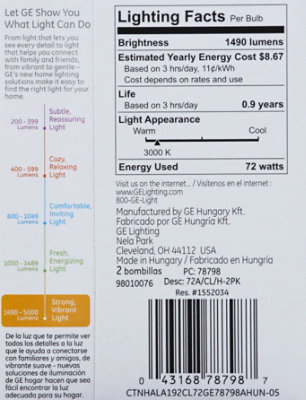 Let GE Show You
What Light Can Do
From light that lets you
see every detail to light
that helps you connect
with family and friends,
from vibrant to gentle –
GE's new home lighting
solutions make it easy to
find the right light for your
home.
200 - 399
Lumens
Subtle,
Reassuring
Light
400 - 599
Lumens
Cozy,
Relaxing
Light
600 - 1049
Lumens
Comfortable,
Inviting
Light
1050 - 1489
Lumens
Fresh,
Energizing
Light
1490 - 5000
Lumens
Strong,
Vibrant
Light
De la luz que te permite ver
todos los detalles a la luz
que te ayuda a conectarte
con familiares y amigos, de
vibrante suave - nuevas
soluciones de iluminación
de GE hogar hacen que sea
fácil encontrar la luz
adecuada para su hogar.
Lighting Facts Per Bulb
Brightness 1490 lumens
Estimated Yearly Energy Cost $8.67
Based on 3 hrs/day, 11¢/kWh
Cost depends on rates and use
Life
Based on 3 hrs/day 0.9 years
Light Appearance
Warm Cool
3000 K
Energy Used 72 watts
Visit us on the internet... / Visítenos en el internet :
www.GELighting.com
800-GE-Light
Manufactured by GE Hungary Kft.
Fabricado por GE Hungría Kft.
GE Lighting
Nela Park
Cleveland, OH 44112 USA
Made in Hungary / Fabricado en Hungría
2 bombillas PC: 78798
98010076 Desc: 72A/CL/H-2PK
Res. #1552034
0 43168 78798 7
CTNHALA192CL72GE78798AHUN-05